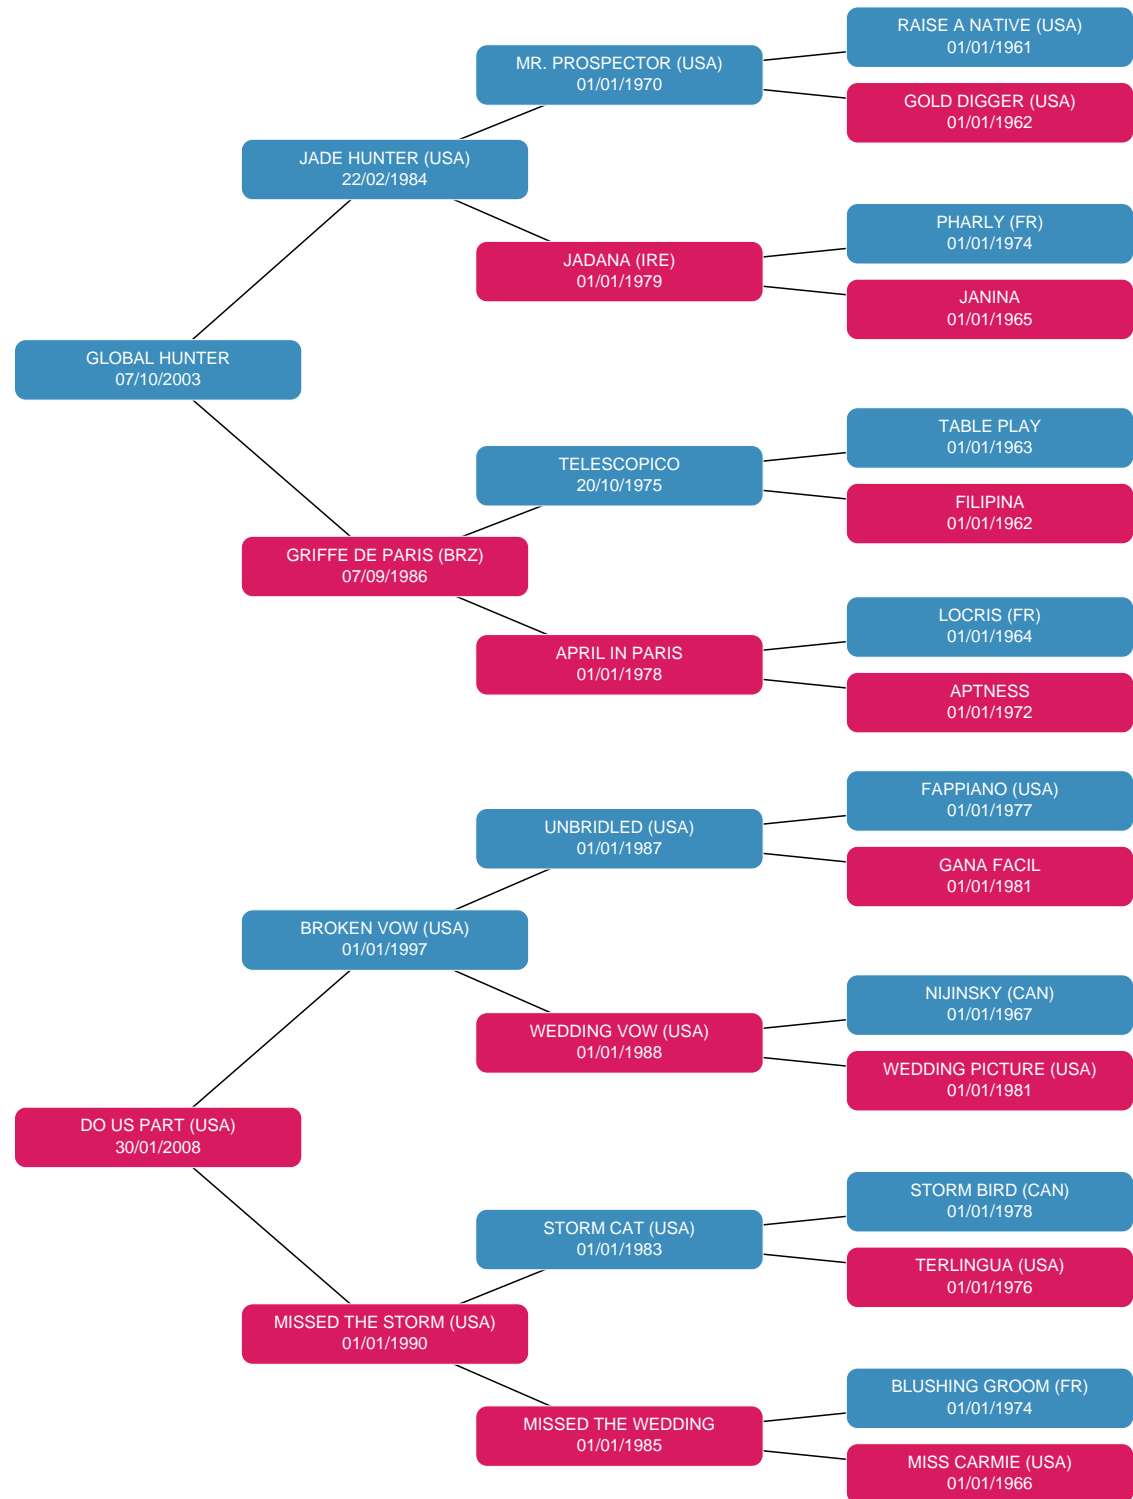 RAISE A NATIVE (USA)
01/01/1961
MR. PROSPECTOR (USA)
01/01/1970
GOLD DIGGER (USA)
01/01/1962
JADE HUNTER (USA)
22/02/1984
PHARLY (FR)
01/01/1974
JADANA (IRE)
01/01/1979
JANINA
01/01/1965
GLOBAL HUNTER
07/10/2003
TABLE PLAY
01/01/1963
TELESCOPICO
20/10/1975
FILIPINA
01/01/1962
GRIFFE DE PARIS (BRZ)
07/09/1986
LOCRIS (FR)
01/01/1964
APRIL IN PARIS
01/01/1978
APTNESS
01/01/1972
FAPPIANO (USA)
01/01/1977
UNBRIDLED (USA)
01/01/1987
GANA FACIL
01/01/1981
BROKEN VOW (USA)
01/01/1997
NIJINSKY (CAN)
01/01/1967
WEDDING VOW (USA)
01/01/1988
WEDDING PICTURE (USA)
01/01/1981
DO US PART (USA)
30/01/2008
STORM BIRD (CAN)
01/01/1978
STORM CAT (USA)
01/01/1983
TERLINGUA (USA)
01/01/1976
MISSED THE STORM (USA)
01/01/1990
BLUSHING GROOM (FR)
01/01/1974
MISSED THE WEDDING
01/01/1985
MISS CARMIE (USA)
01/01/1966